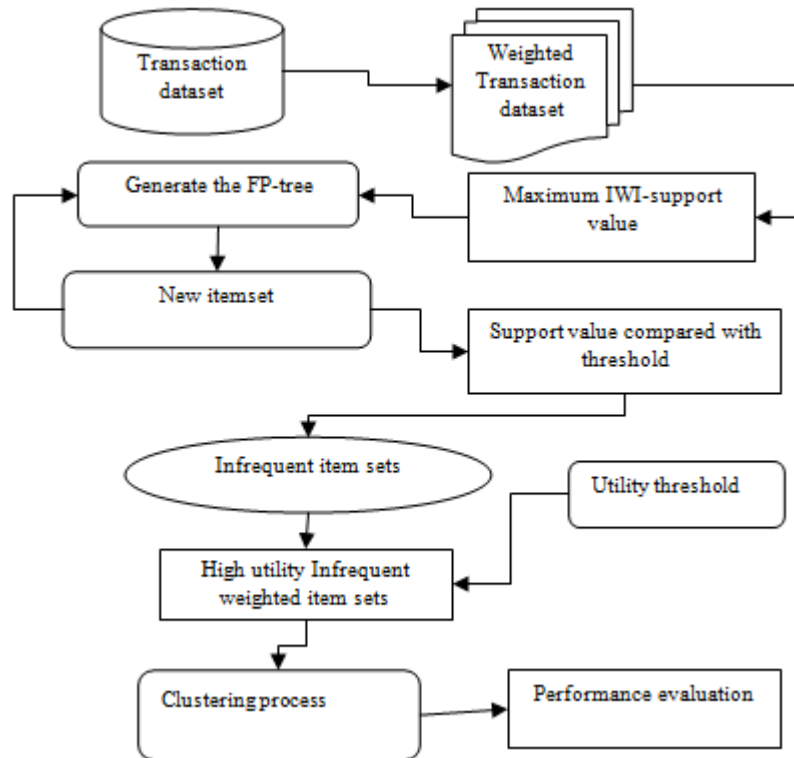 Transaction
dataset
Weighted
Transaction
dataset
Generate the FP-tree
Maximum IWI-support
value
New itemset
Support value compared with
threshold
Infrequent item sets
Utility threshold
High utility Infrequent
weighted item sets
Clustering process
Performance evaluation